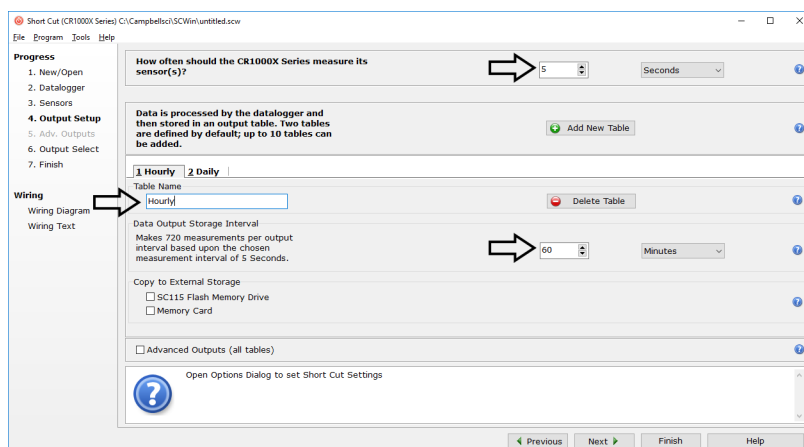 Short Cut (CR1000X Series) C:\Campbellsci\SCWin\untitled.scw
File Program Tools Help
Progress
1. New/Open
2. Datalogger
3. Sensors
4. Output Setup
5. Adv. Outputs
6. Output Select
7. Finish
Wiring
Wiring Diagram
Wiring Text
How often should the CR1000X Series measure its
sensor(s)?
5
Seconds
Data is processed by the datalogger and
then stored in an output table. Two tables
are defined by default; up to 10 tables can
be added.
Add New Table
1 Hourly 2 Daily
Table Name
Hourly
Delete Table
Data Output Storage Interval
Makes 720 measurements per output
interval based upon the chosen
measurement interval of 5 Seconds.
60
Minutes
Copy to External Storage
SC115 Flash Memory Drive
Memory Card
Advanced Outputs (all tables)
Open Options Dialog to set Short Cut Settings
Previous Next Finish Help